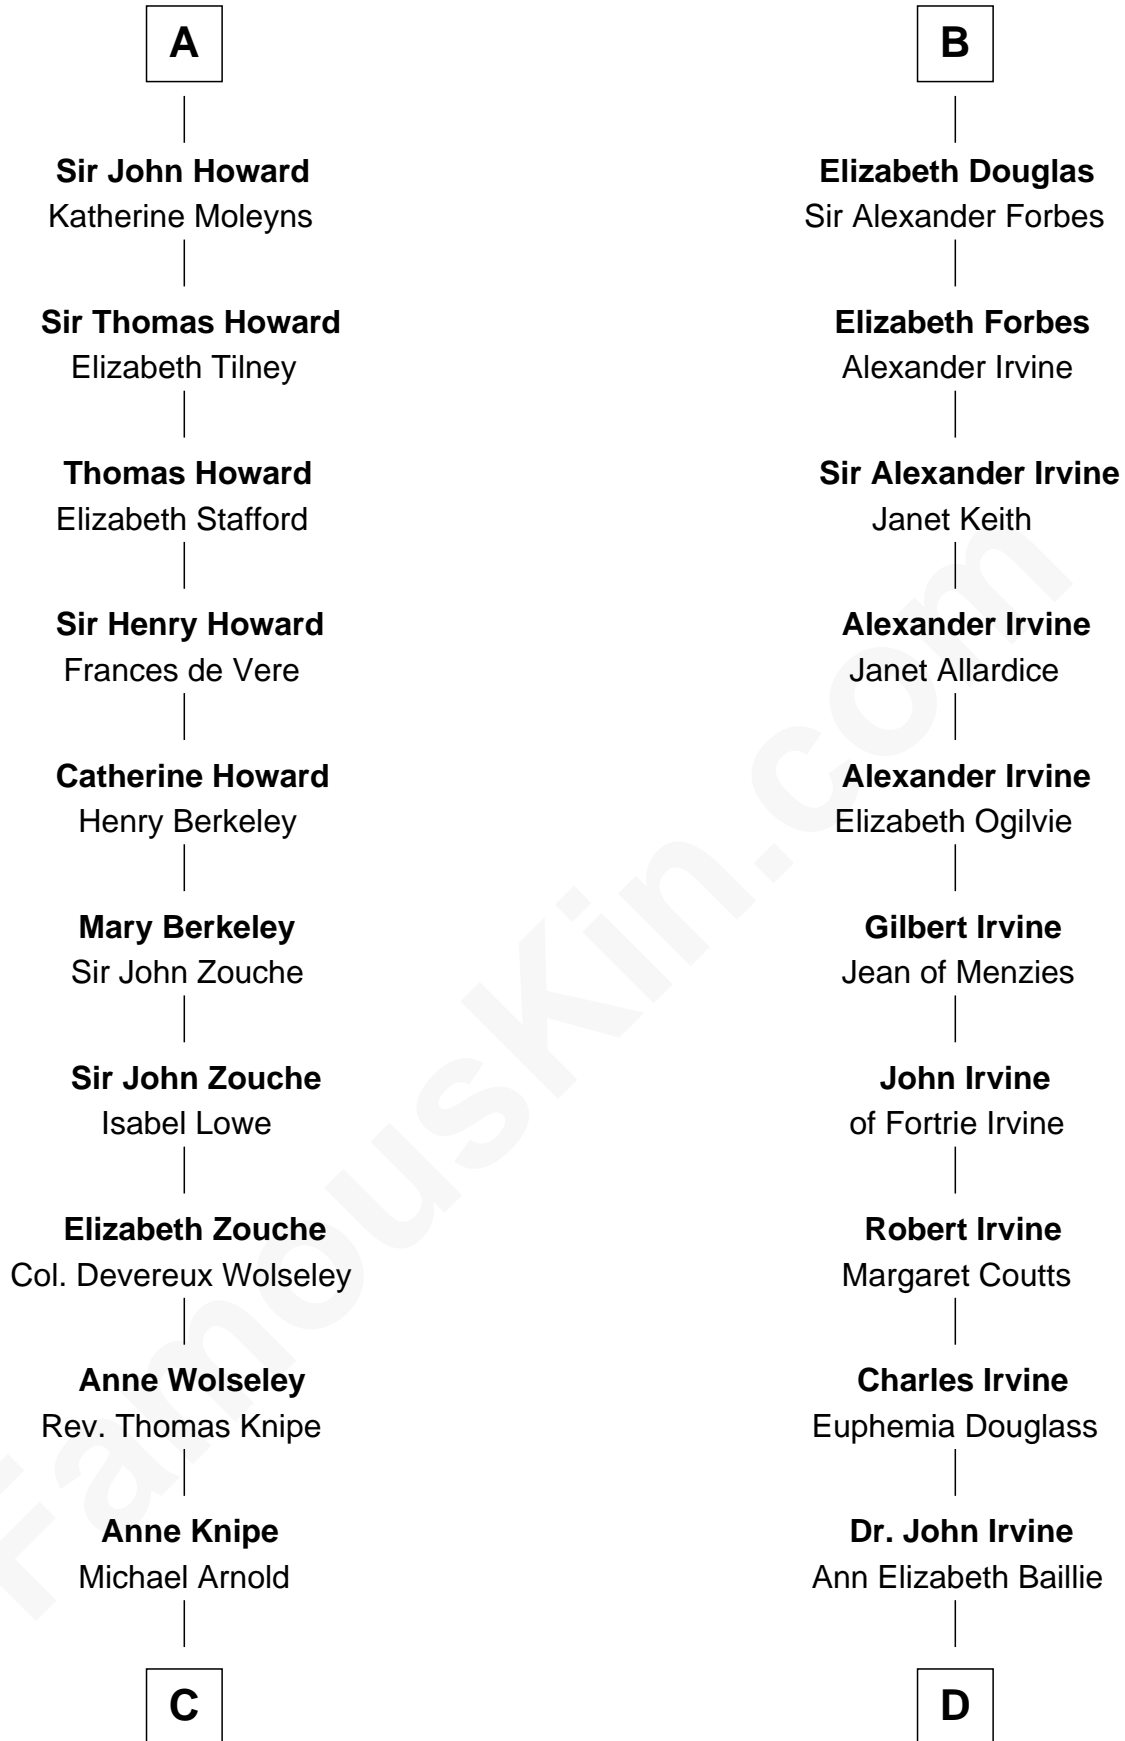 A
Sir John Howard
Katherine Moleyns
Sir Thomas Howard
Elizabeth Tilney
Thomas Howard
Elizabeth Stafford
Sir Henry Howard
Frances de Vere
Catherine Howard
Henry Berkeley
Mary Berkeley
Sir John Zouche
Sir John Zouche
Isabel Lowe
Elizabeth Zouche
Col. Devereux Wolseley
Anne Wolseley
Rev. Thomas Knipe
Anne Knipe
Michael Arnold
C
B
Elizabeth Douglas
Sir Alexander Forbes
Elizabeth Forbes
Alexander Irvine
Sir Alexander Irvine
Janet Keith
Alexander Irvine
Janet Allardice
Alexander Irvine
Elizabeth Ogilvie
Gilbert Irvine
Jean of Menzies
John Irvine
of Fortrie Irvine
Robert Irvine
Margaret Coutts
Charles Irvine
Euphemia Douglass
Dr. John Irvine
Ann Elizabeth Baillie
D
FamousKin.com